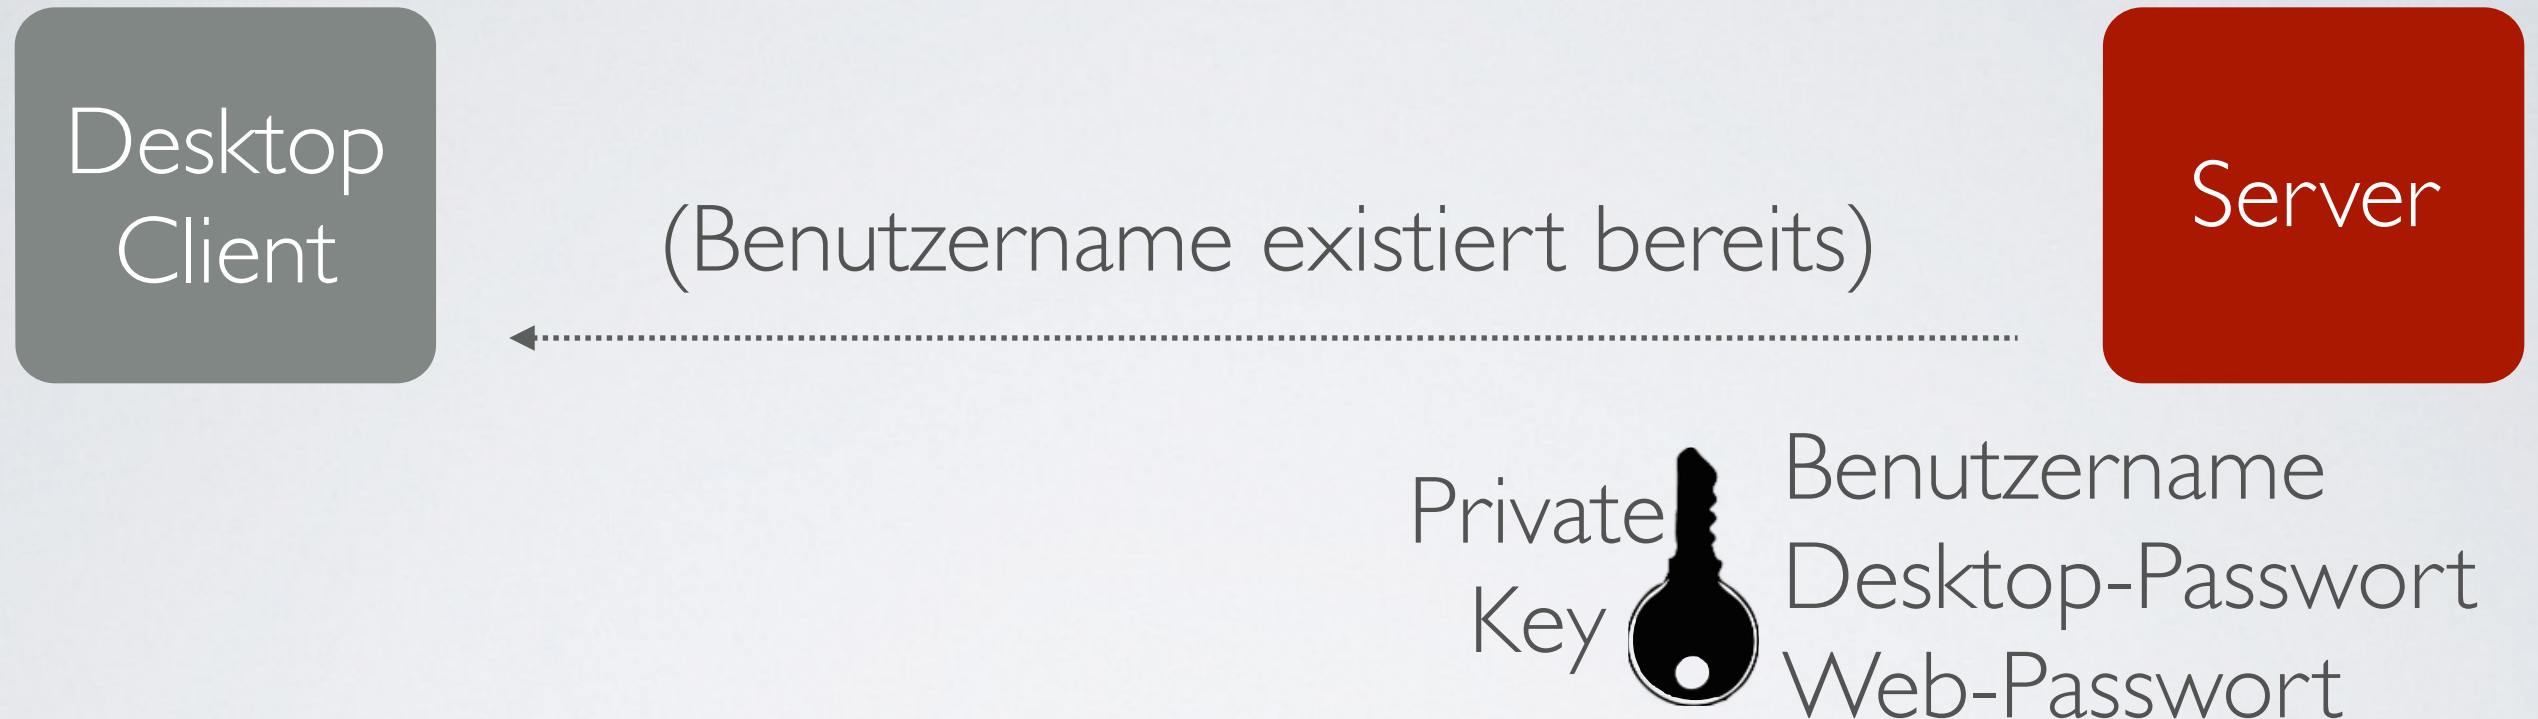 Desktop
Client
(Benutzername existiert bereits)
Server
Private
Key
Benutzername
Desktop-Passwort
Web-Passwort